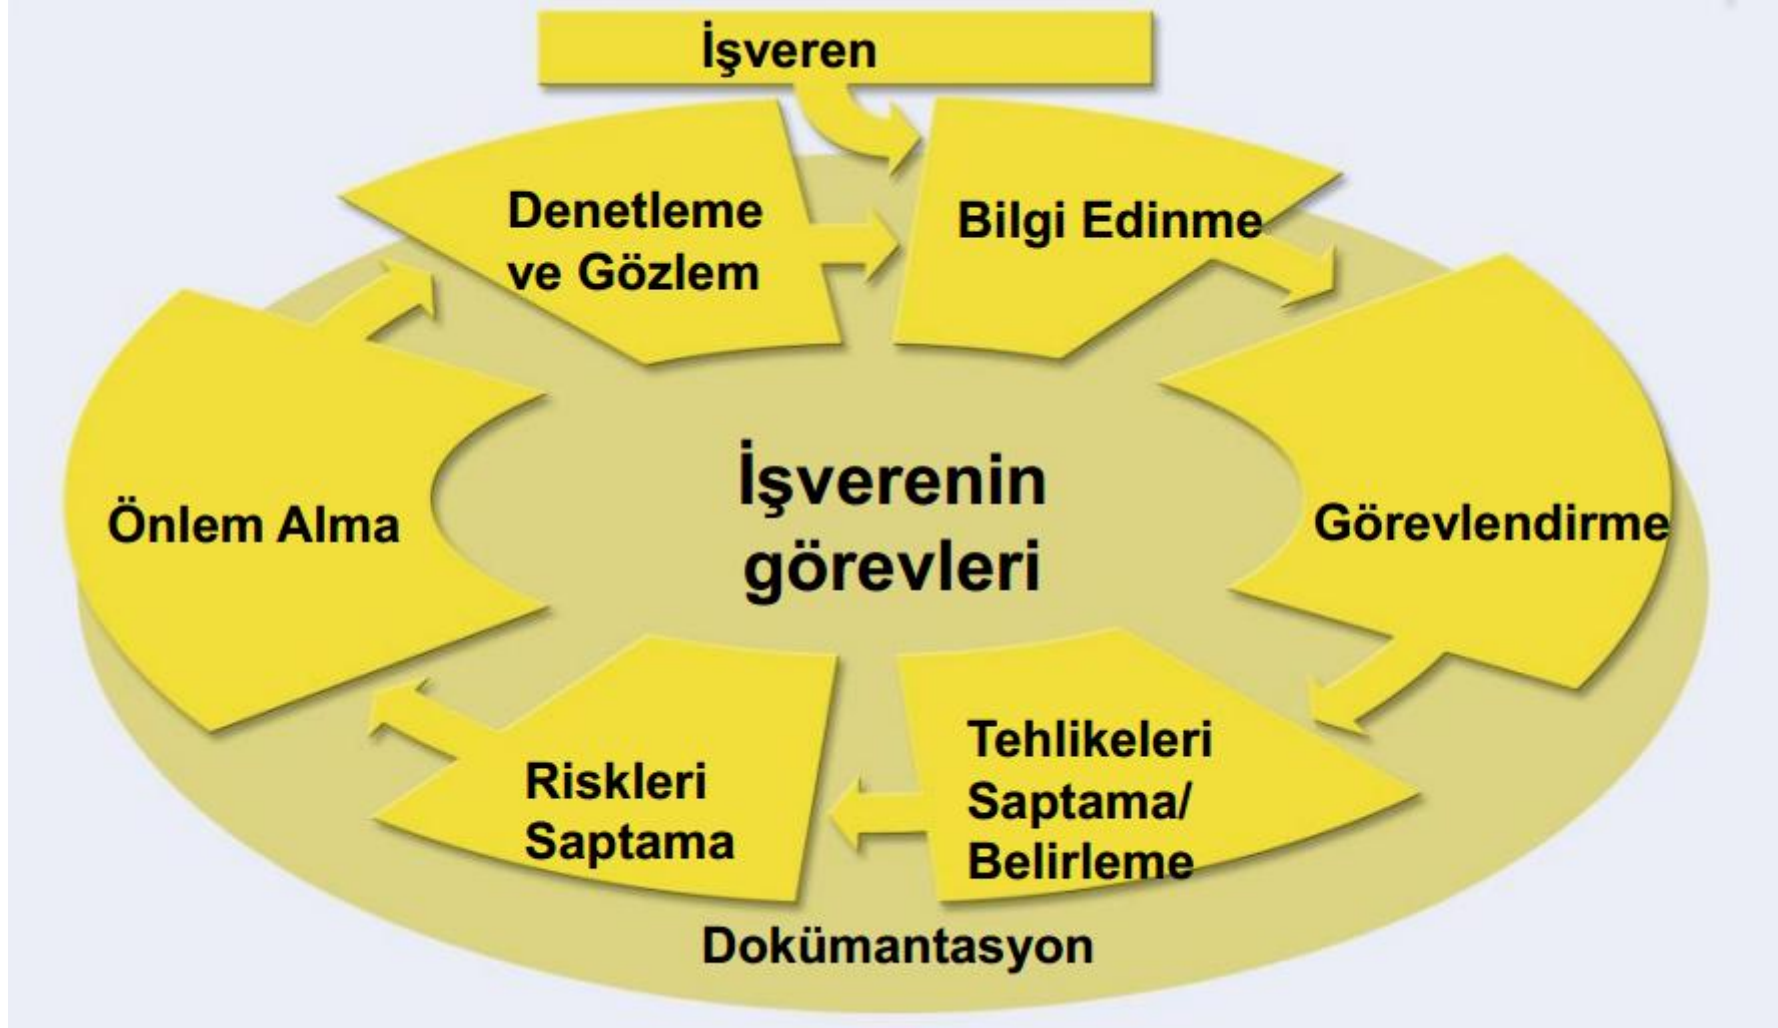 İşveren
Denetleme
ve Gözlem
Bilgi Edinme
Önlem Alma
İşverenin
görevleri
Görevlendirme
Riskleri
Saptama
Tehlikeleri
Saptama/
Belirleme
Dokümantasyon